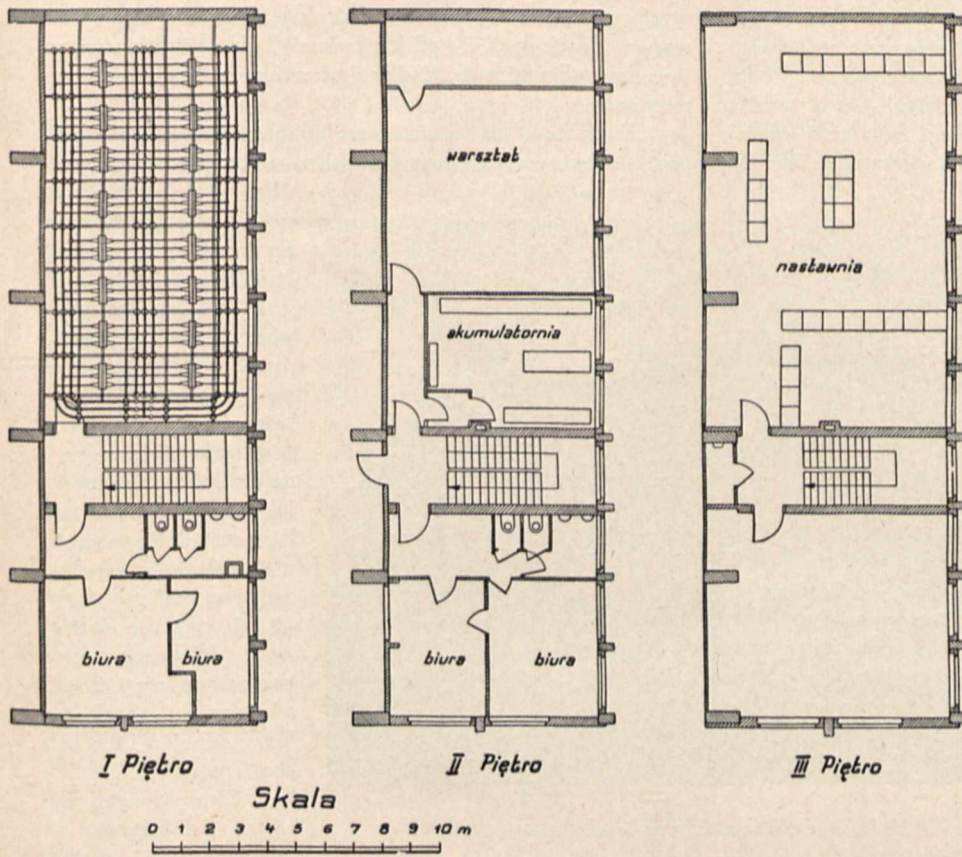 warsztat
nastawnia
akumulatornia
biura biura biura biura
I Piętro II Piętro III Piętro
Skala
0 1 2 3 4 5 6 7 8 9 10 m